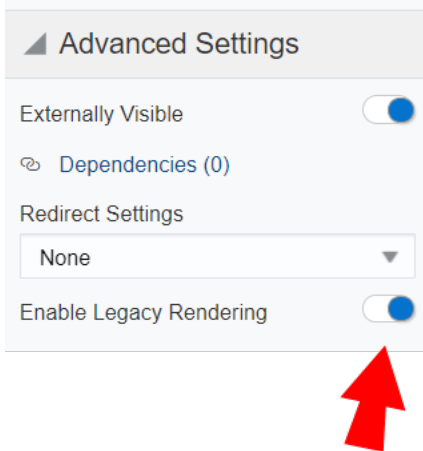 Advanced Settings
Externally Visible
Dependencies (0)
Redirect Settings
None
Enable Legacy Rendering